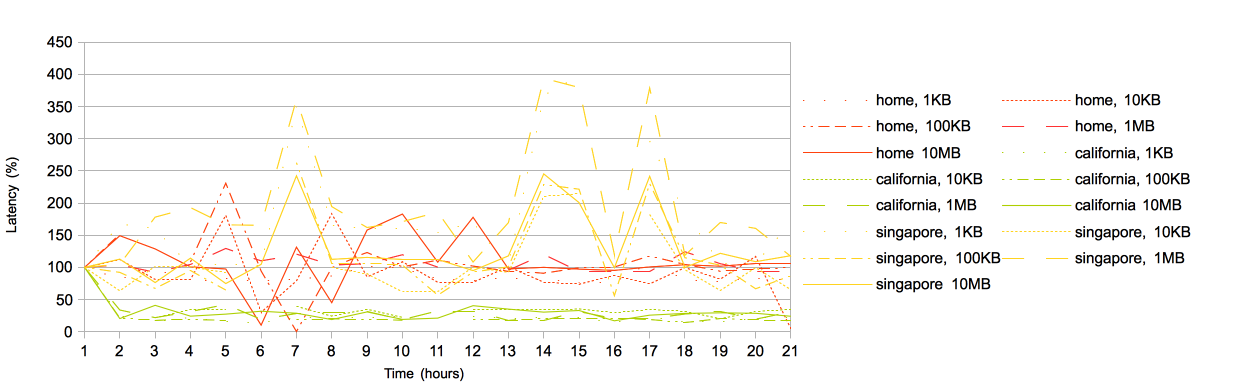 450
400
350
300
250
200
150
100
50
0
Latency (%)
1 2 3 4 5 6 7 8 9 10 11 12 13 14 15 16 17 18 19 20 21
Time (hours)
home, 1KB home, 10KB
home, 100KB home, 1MB
home 10MB california, 1KB
california, 10KB california, 100KB
california, 1MB california 10MB
singapore, 1KB singapore, 10KB
singapore, 100KB singapore, 1MB
singapore 10MB